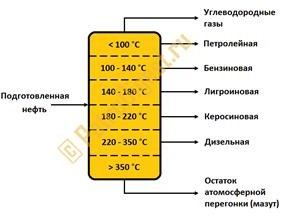 Углеводородные
газы
< 100 °C
Петролейная
100 - 140 °C
Бензиновая
Подготовленная
нефть
140 - 180 °C
Лигроиновая
180 - 220 °C
Керосиновая
220 - 350 °C
Дизельная
> 350°C
Остаток
атмосферной
перегонки (мазут)